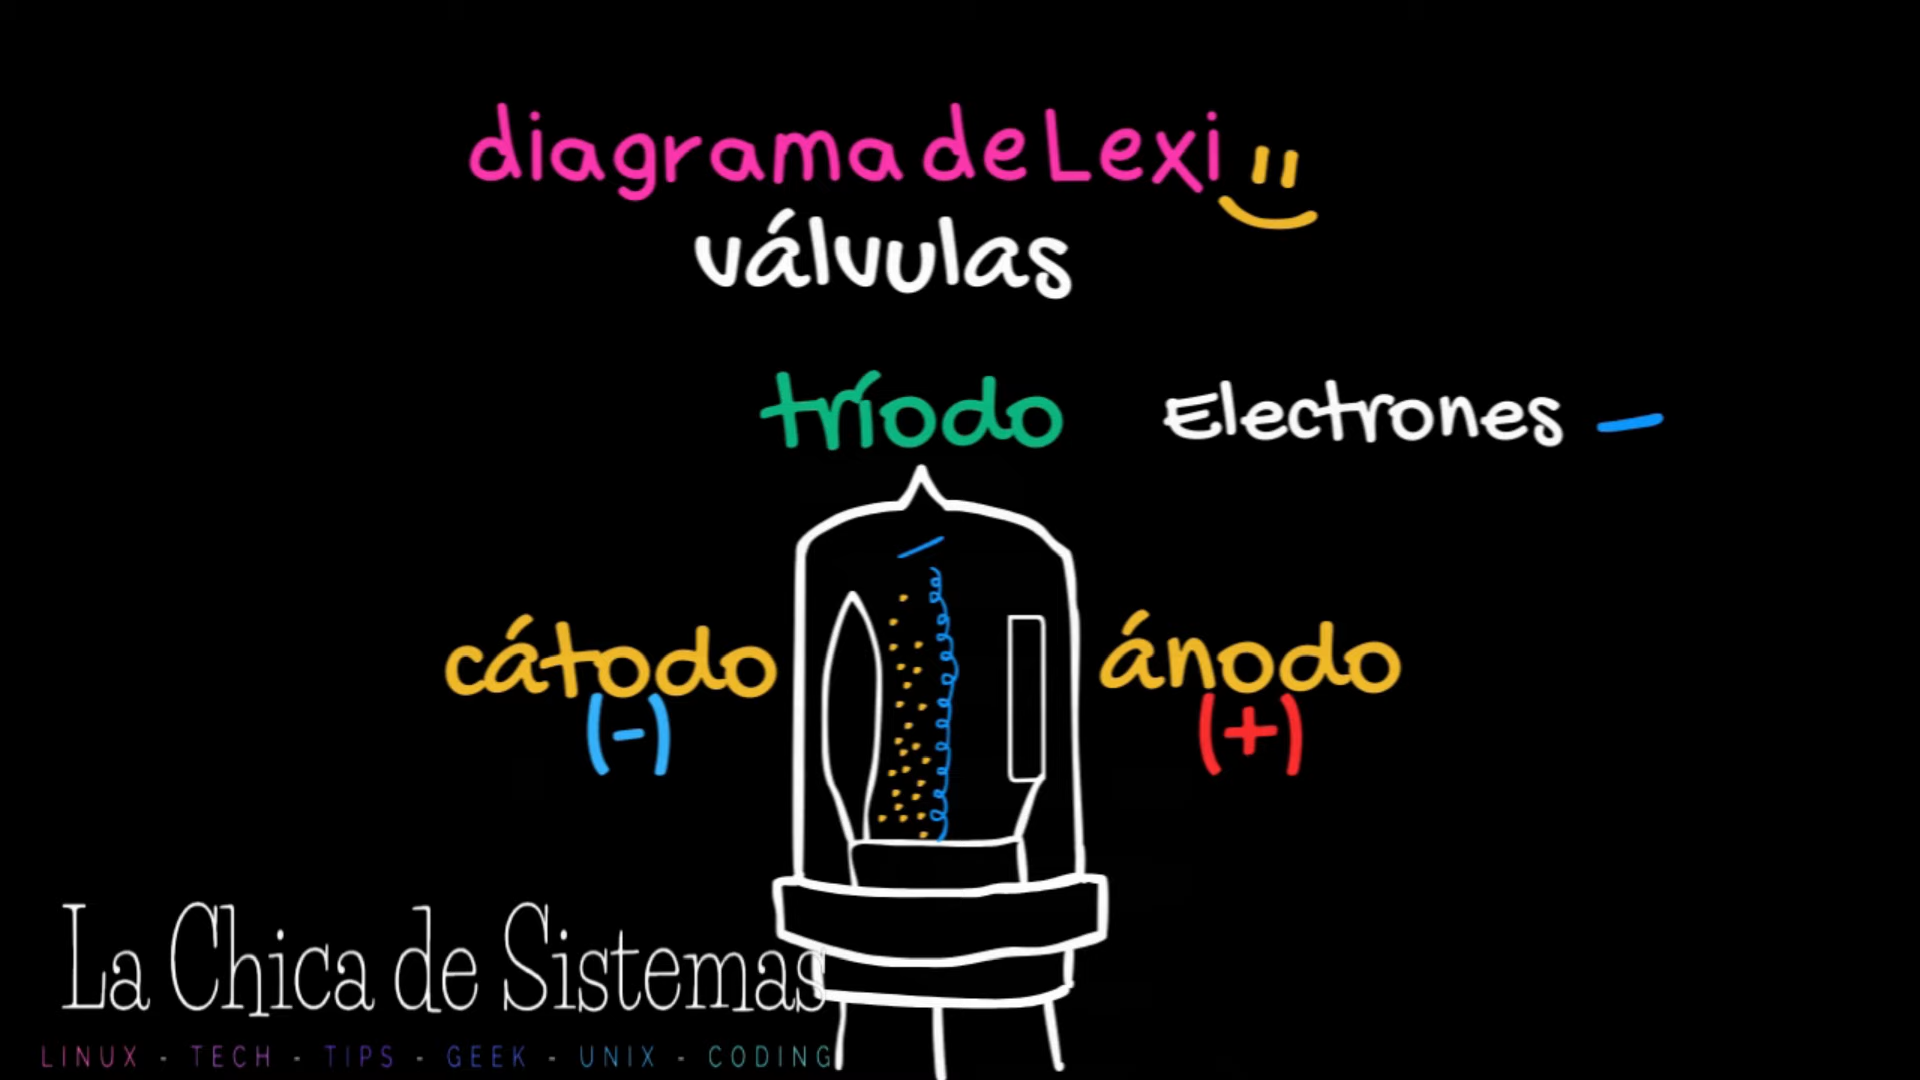 diagrama de Lexi
válvulas
tríodo
Electrones -
cátodo
(-)
ánodo
(+)
La Chica de Sistemas
LINUX - TECH - TIPS - GEEK - UNIX - CODING